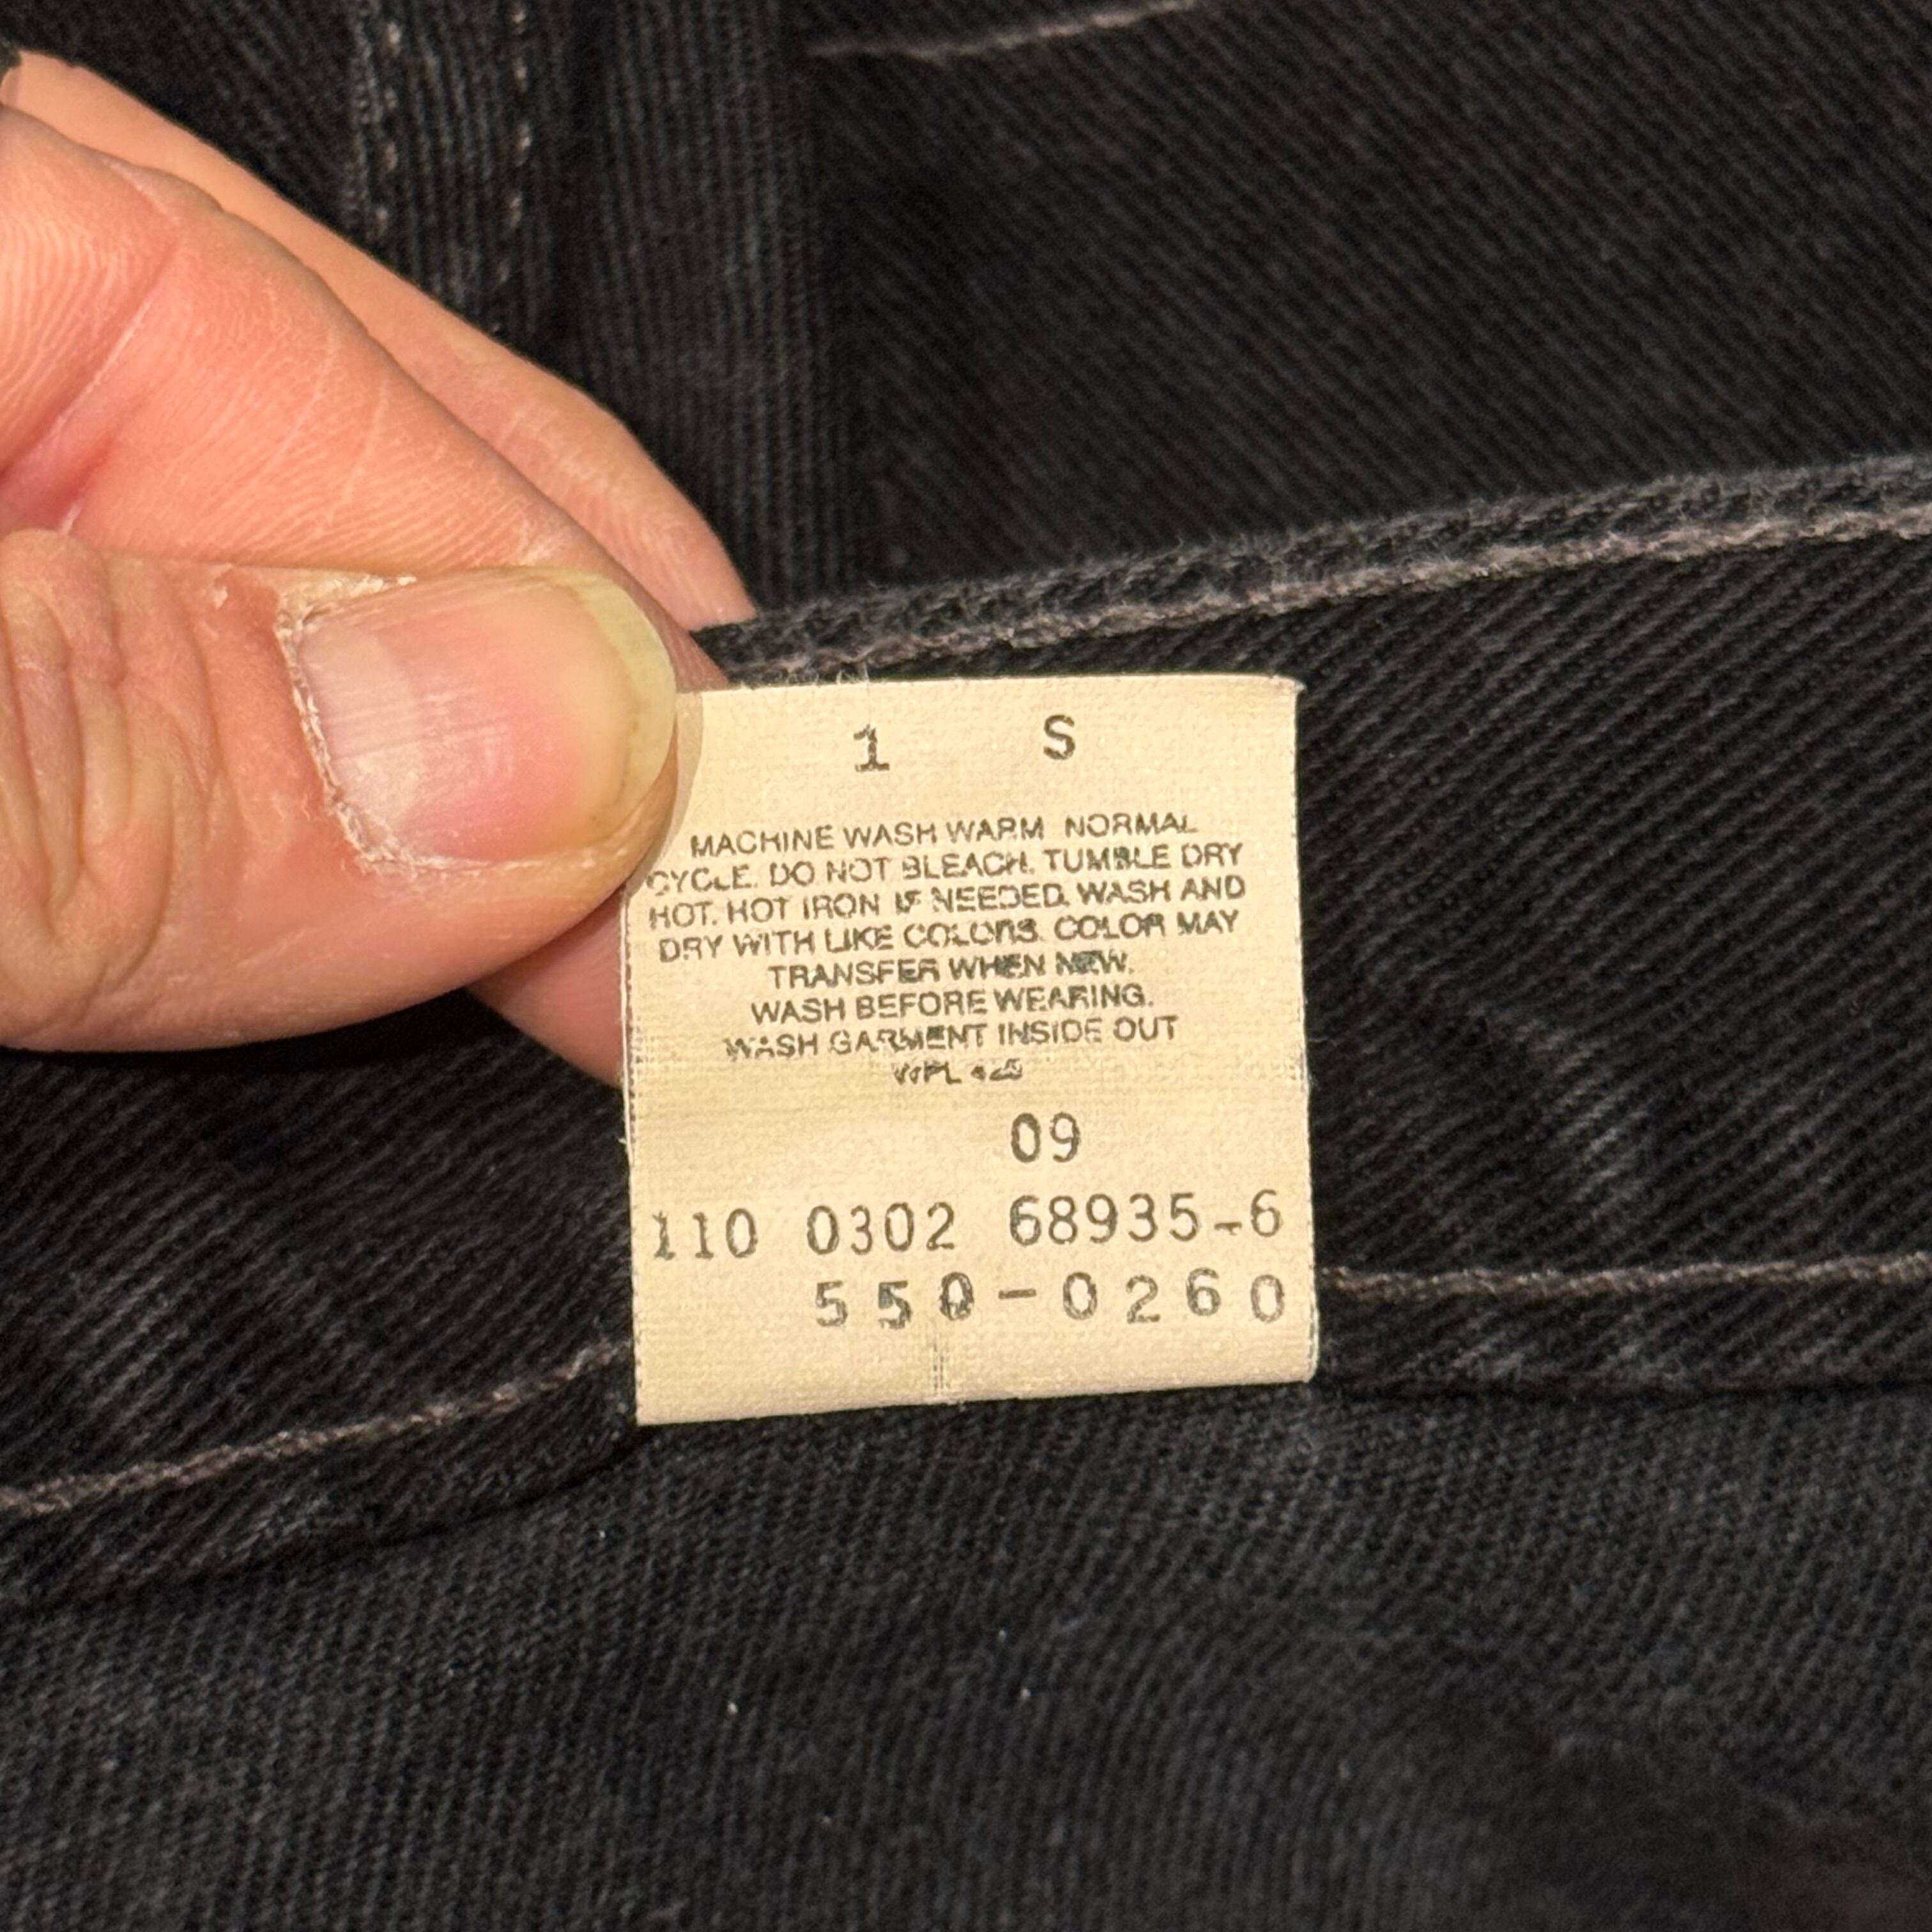 1 S
MACHINE WASH WARM NORMAL
CYCLE. DO NOT BLEACH. TUMBLE DRY
HOT. HOT IRON IF NEEDED. WASH AND
DRY WITH LIKE COLORS. COLOR MAY
TRANSFER WHEN NEW.
WASH BEFORE WEARING.
WASH GARMENT INSIDE OUT
WPL
09
110 0302 68935-6
550-0260